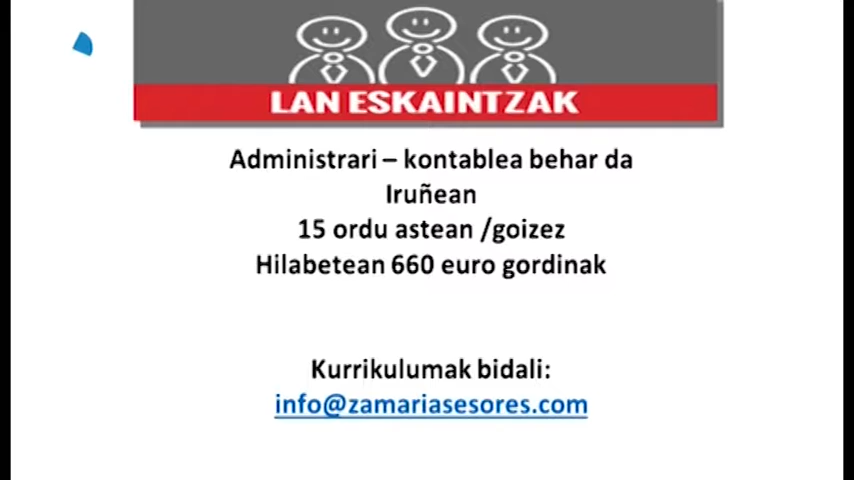 LAN ESKAINTZAK
Administrari – kontablea behar da
Iruñean
15 ordu astean /goizez
Hilabetean 660 euro gordinak
Kurrikulumak bidali:
info@zamariasesores.com